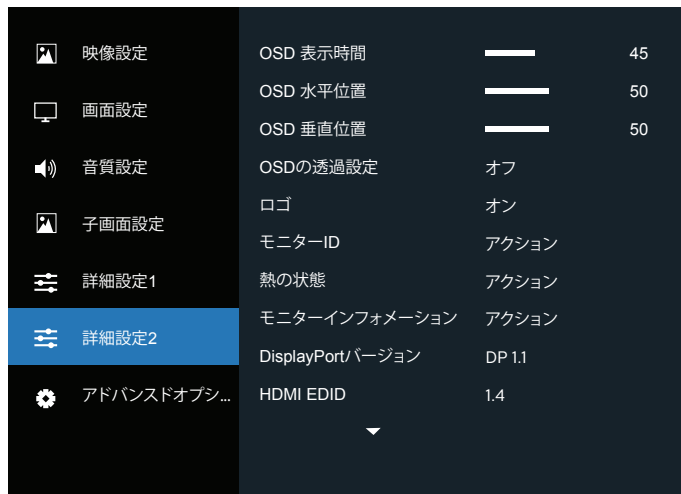 映像設定
画面設定
音質設定
子画面設定
詳細設定1
詳細設定2
アドバンスドオプシ...
OSD 表示時間 45
OSD 水平位置 50
OSD 垂直位置 50
OSDの透過設定 オフ
ロゴ オン
モニターID アクション
熱の状態 アクション
モニターインフォメーション アクション
DisplayPortバージョン DP 1.1
HDMI EDID 1.4